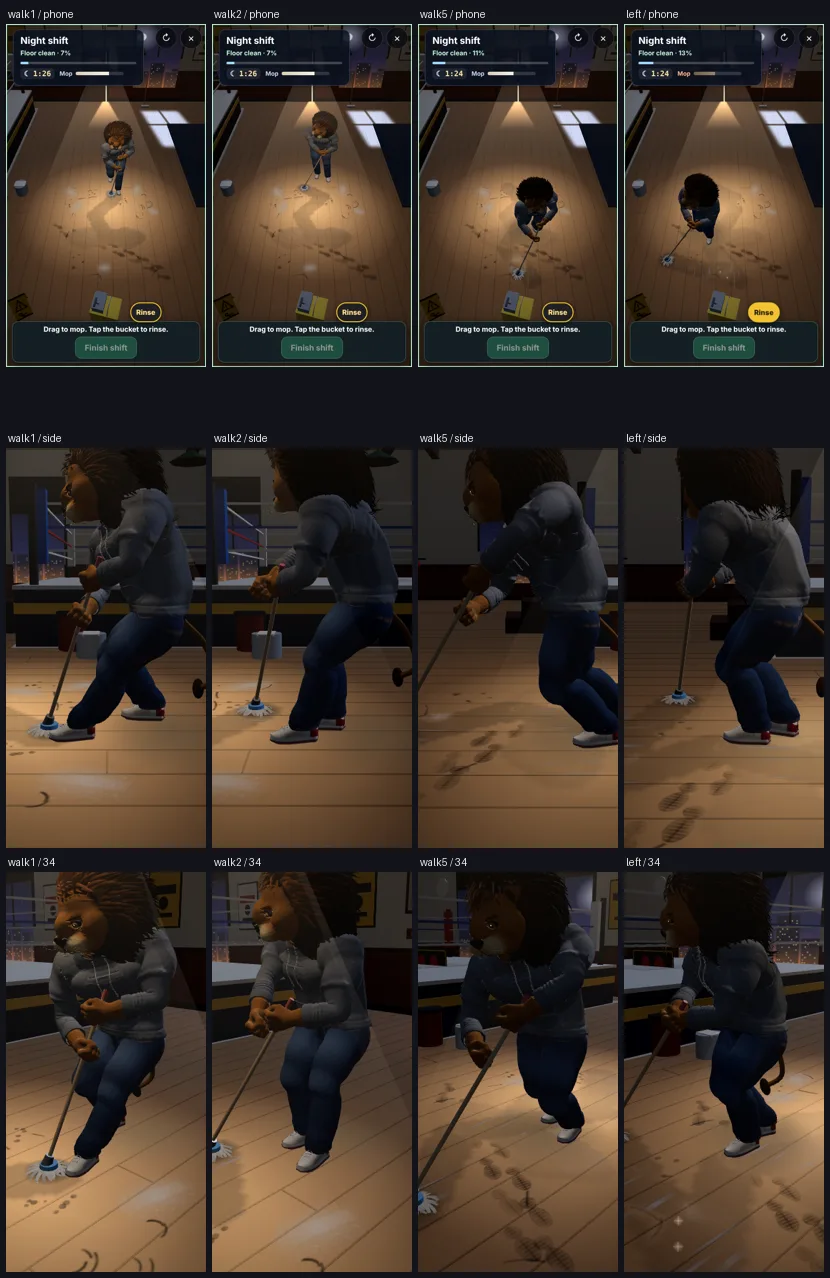 walk1 / phone
walk2 / phone
walk5 / phone
left / phone
Night shift
Floor clean · 7%
1:26 Mop
Rinse
Drag to mop. Tap the bucket to rinse.
Finish shift
Night shift
Floor clean · 7%
1:26 Mop
Rinse
Drag to mop. Tap the bucket to rinse.
Finish shift
Night shift
Floor clean · 11%
1:24 Mop
Rinse
Drag to mop. Tap the bucket to rinse.
Finish shift
Night shift
Floor clean · 13%
1:24 Mop
Rinse
Drag to mop. Tap the bucket to rinse.
Finish shift
walk1 / side
walk2 / side
walk5 / side
left / side
walk1 / 34
walk2 / 34
walk5 / 34
left / 34